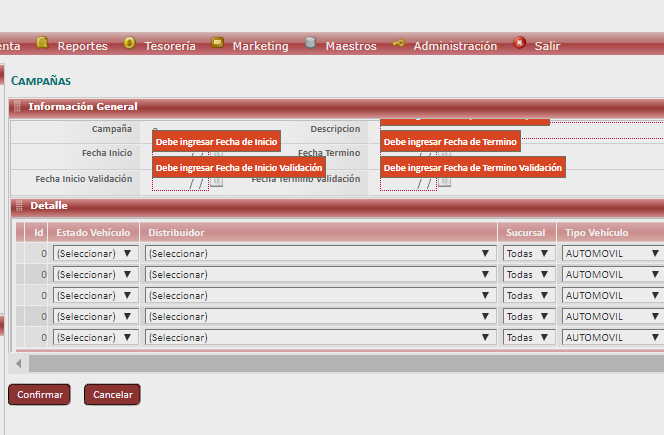 enta Reportes Tesorería Marketing Maestros Administración Salir
CAMPAÑAS
Información General
Campaña 0 Descripcion
Debe ingresar Fecha de Inicio Debe ingresar Fecha de Termino
Fecha Inicio / / Fecha Termino / /
Debe ingresar Fecha de Inicio Validación Debe ingresar Fecha de Termino Validación
Fecha Inicio Validación / / Fecha Termino Validación / /
Detalle
Id Estado Vehículo Distribuidor Sucursal Tipo Vehículo
0 (Seleccionar) (Seleccionar) Todas AUTOMOVIL
0 (Seleccionar) (Seleccionar) Todas AUTOMOVIL
0 (Seleccionar) (Seleccionar) Todas AUTOMOVIL
0 (Seleccionar) (Seleccionar) Todas AUTOMOVIL
0 (Seleccionar) (Seleccionar) Todas AUTOMOVIL
Confirmar Cancelar